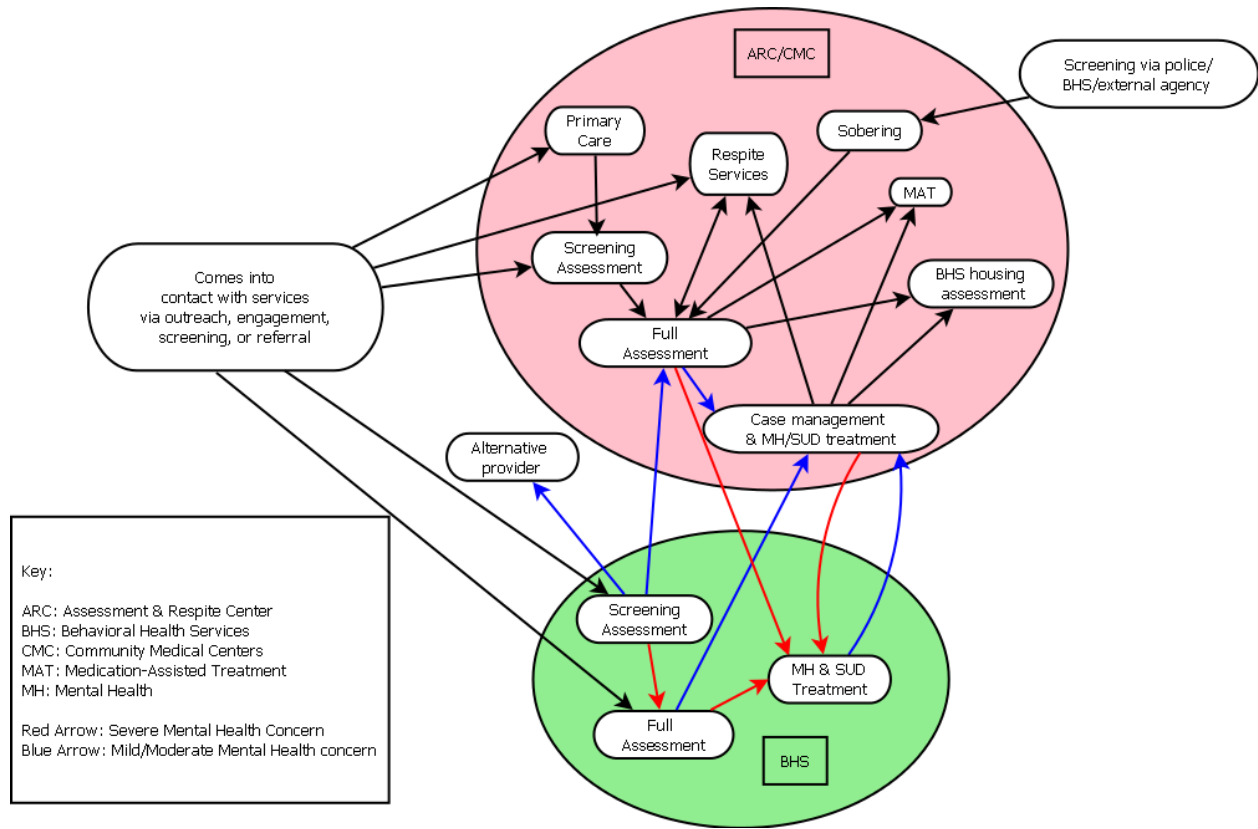 ARC/CMC
Screening via police/
BHS/external agency
Primary
Care
Sobering
Respite
Services
MAT
Screening
Assessment
BHS housing
assessment
Comes into
contact with services
via outreach, engagement,
screening, or referral
Full
Assessment
Case management
& MH/SUD treatment
Alternative
provider
Key:
ARC: Assessment & Respite Center
BHS: Behavioral Health Services
CMC: Community Medical Centers
MAT: Medication-Assisted Treatment
MH: Mental Health
Red Arrow: Severe Mental Health Concern
Blue Arrow: Mild/Moderate Mental Health concern
Screening
Assessment
MH & SUD
Treatment
Full
Assessment
BHS